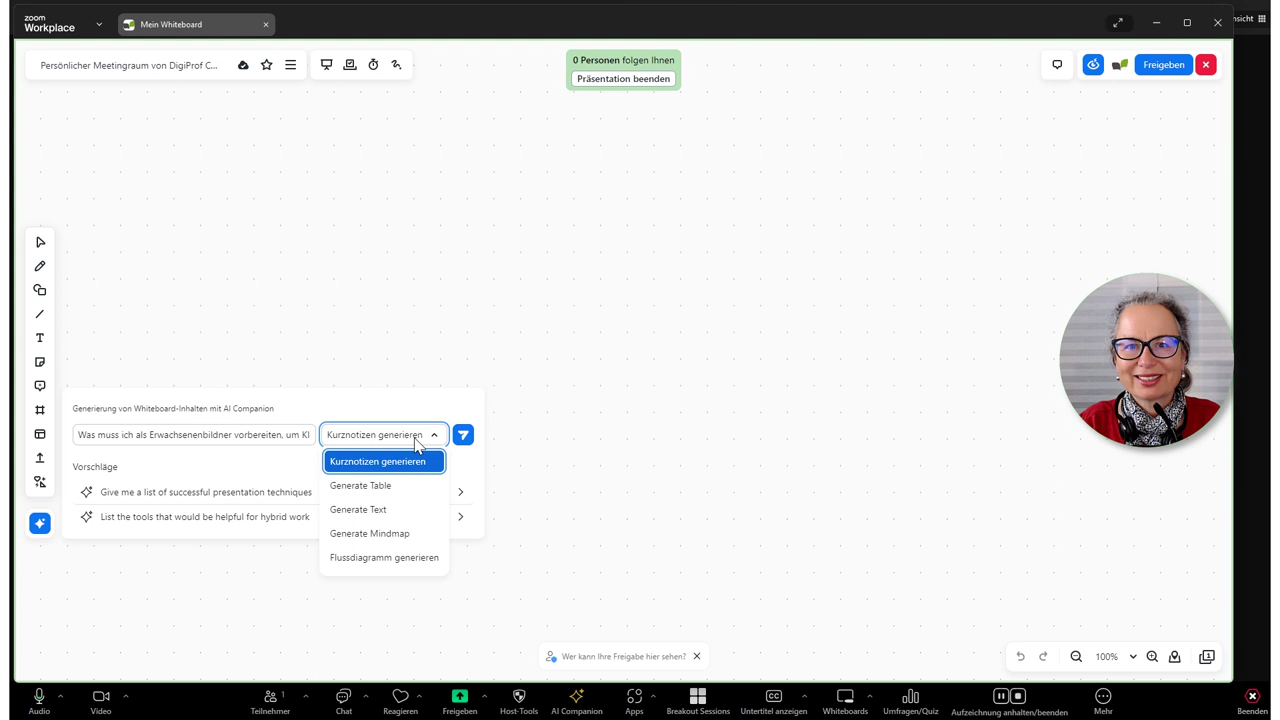 zoom
Workplace
Mein Whiteboard
nsicht
Persönlicher Meetingraum von DigiProf C...
0 Personen folgen Ihnen
Präsentation beenden
Freigeben
Generierung von Whiteboard-Inhalten mit AI Companion
Was muss ich als Erwachsenenbildner vorbereiten, um KI
Kurznotizen generieren
Kurznotizen generieren
Vorschläge
Generate Table
Give me a list of successful presentation techniques
Generate Text
List the tools that would be helpful for hybrid work
Generate Mindmap
Flussdiagramm generieren
Wer kann Ihre Freigabe hier sehen?
100%
1
1
Audio
Video
Teilnehmer
Chat
Reagieren
Freigeben
Host-Tools
AI Companion
Apps
Breakout Sessions
CC
Untertitel anzeigen
Whiteboards
Umfragen/Quiz
Aufzeichnung anhalten/beenden
Mehr
Beenden